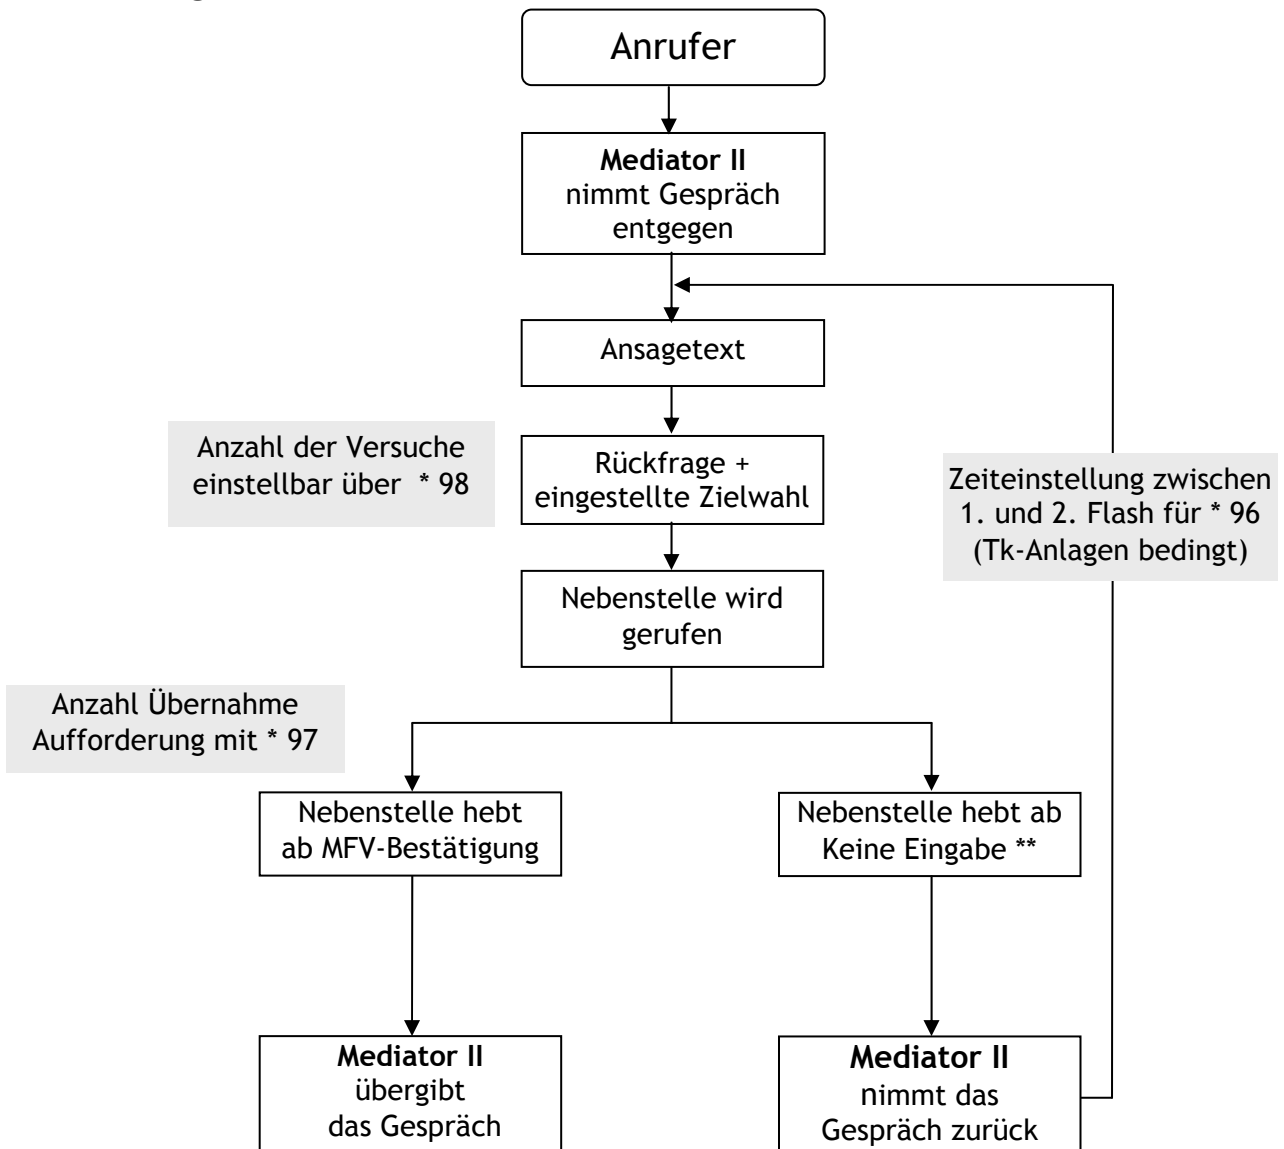 Anrufer
Mediator II
nimmt Gespräch
entgegen
Ansagetext
Anzahl der Versuche
einstellbar über * 98
Rückfrage +
eingestellte Zielwahl
Zeiteinstellung zwischen
1. und 2. Flash für * 96
(Tk-Anlagen bedingt)
Nebenstelle wird
gerufen
Anzahl Übernahme
Aufforderung mit * 97
Nebenstelle hebt
ab MFV-Bestätigung
Nebenstelle hebt ab
Keine Eingabe **
Mediator II
übergibt
das Gespräch
Mediator II
nimmt das
Gespräch zurück